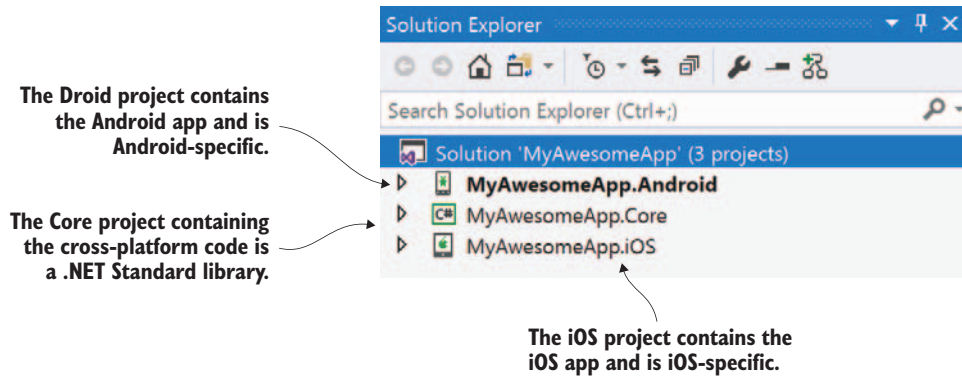 Solution Explorer
Search Solution Explorer (Ctrl+;)
Solution 'MyAwesomeApp' (3 projects)
MyAwesomeApp.Android
C# MyAwesomeApp.Core
MyAwesomeApp.iOS
The Droid project contains
the Android app and is
Android-specific.
The Core project containing
the cross-platform code is
a .NET Standard library.
The iOS project contains the
iOS app and is iOS-specific.